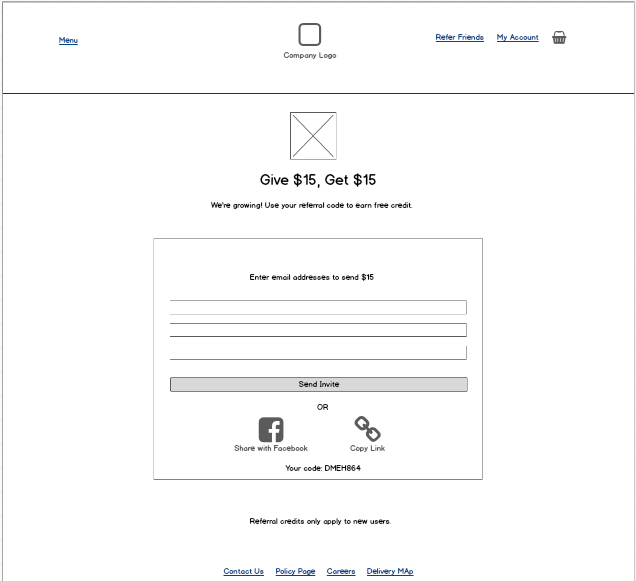 Menu
Company Logo
Refer Friends
My Account
Give $15, Get $15
We're growing! Use your referral code to earn free credit.
Enter email addresses to send $15
Send Invite
OR
Share with Facebook
Copy Link
Your code: DMEH864
Referral credits only apply to new users.
Contact Us
Policy Page
Careers
Delivery MAp